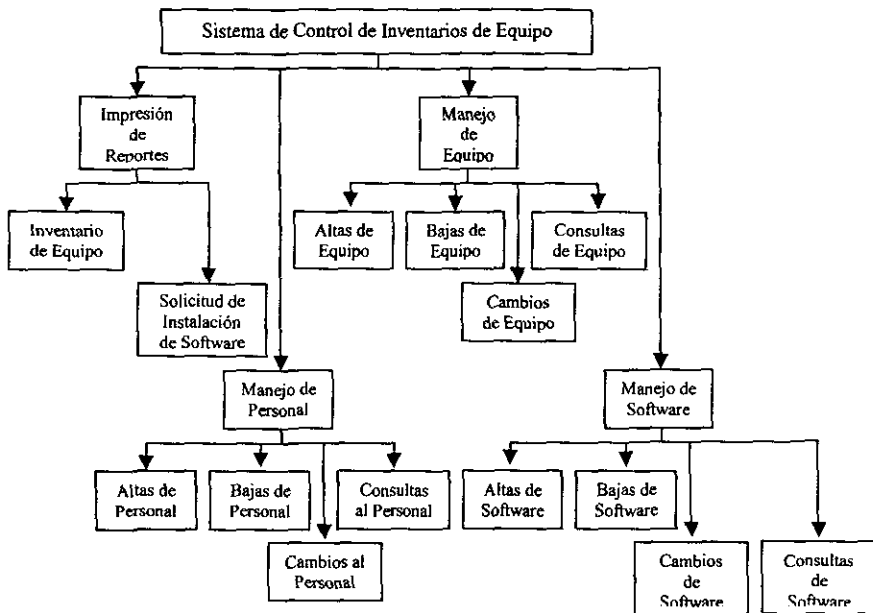 Sistema de Control de Inventarios de Equipo
Impresión
de
Reportes
Manejo
de
Equipo
Inventario
de Equipo
Altas de
Equipo
Bajas de
Equipo
Consultas
de Equipo
Solicitud de
Instalación
de Software
Cambios
de Equipo
Manejo de
Personal
Manejo de
Software
Altas de
Personal
Bajas de
Personal
Consultas
al Personal
Altas de
Software
Bajas de
Software
Cambios al
Personal
Cambios
de
Software
Consultas
de
Software